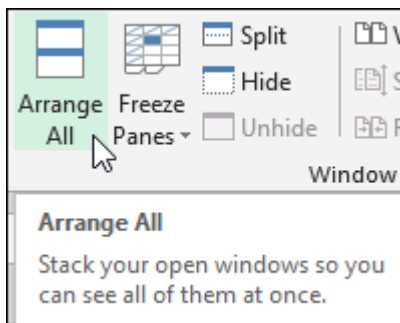 Arrange All
Freeze Panes
Split
Hide
Unhide
Window
Arrange All
Stack your open windows so you
can see all of them at once.